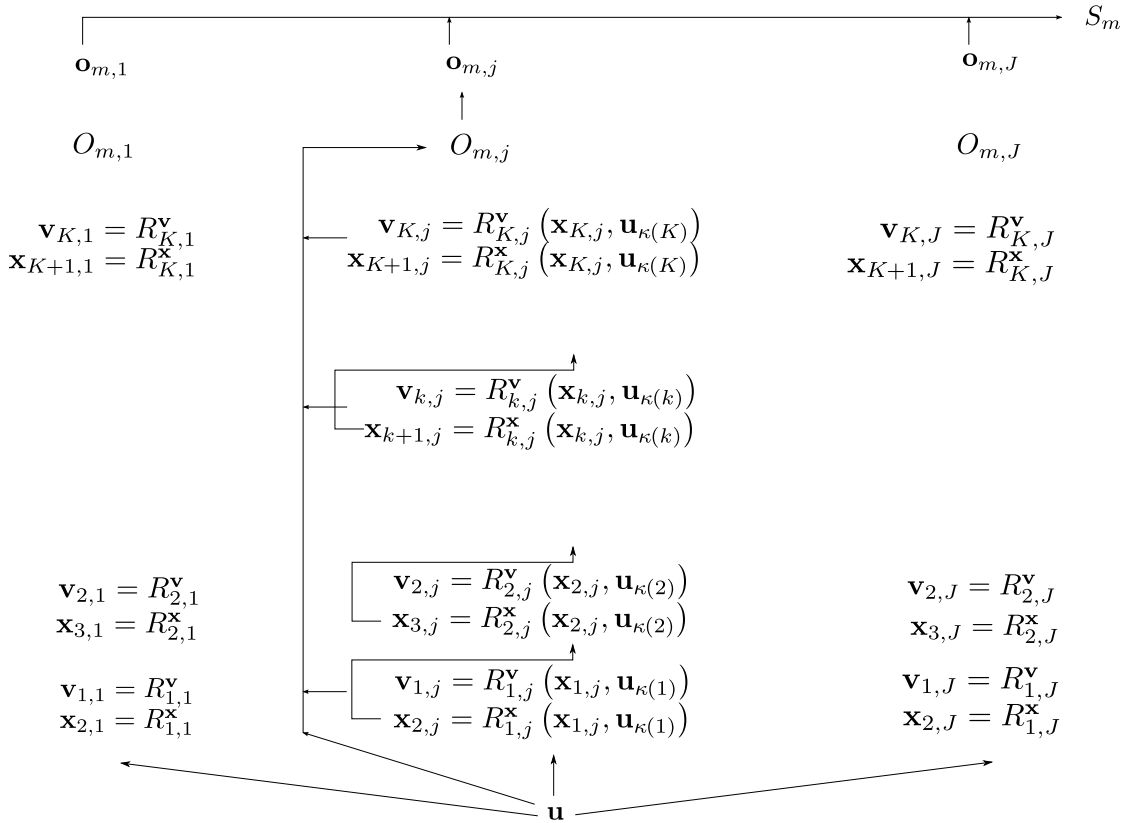 S_m
o_{m,1} o_{m,j} o_{m,J}
O_{m,1} O_{m,j} O_{m,J}
v_{K,1} = R^v_{K,1} v_{K,j} = R^v_{K,j} (x_{K,j}, u_{κ(K)}) v_{K,J} = R^v_{K,J}
x_{K+1,1} = R^x_{K,1} x_{K+1,j} = R^x_{K,j} (x_{K,j}, u_{κ(K)}) x_{K+1,J} = R^x_{K,J}
v_{k,j} = R^v_{k,j} (x_{k,j}, u_{κ(k)})
x_{k+1,j} = R^x_{k,j} (x_{k,j}, u_{κ(k)})
v_{2,1} = R^v_{2,1} v_{2,j} = R^v_{2,j} (x_{2,j}, u_{κ(2)}) v_{2,J} = R^v_{2,J}
x_{3,1} = R^x_{2,1} x_{3,j} = R^x_{2,j} (x_{2,j}, u_{κ(2)}) x_{3,J} = R^x_{2,J}
v_{1,1} = R^v_{1,1} v_{1,j} = R^v_{1,j} (x_{1,j}, u_{κ(1)}) v_{1,J} = R^v_{1,J}
x_{2,1} = R^x_{1,1} x_{2,j} = R^x_{1,j} (x_{1,j}, u_{κ(1)}) x_{2,J} = R^x_{1,J}
u